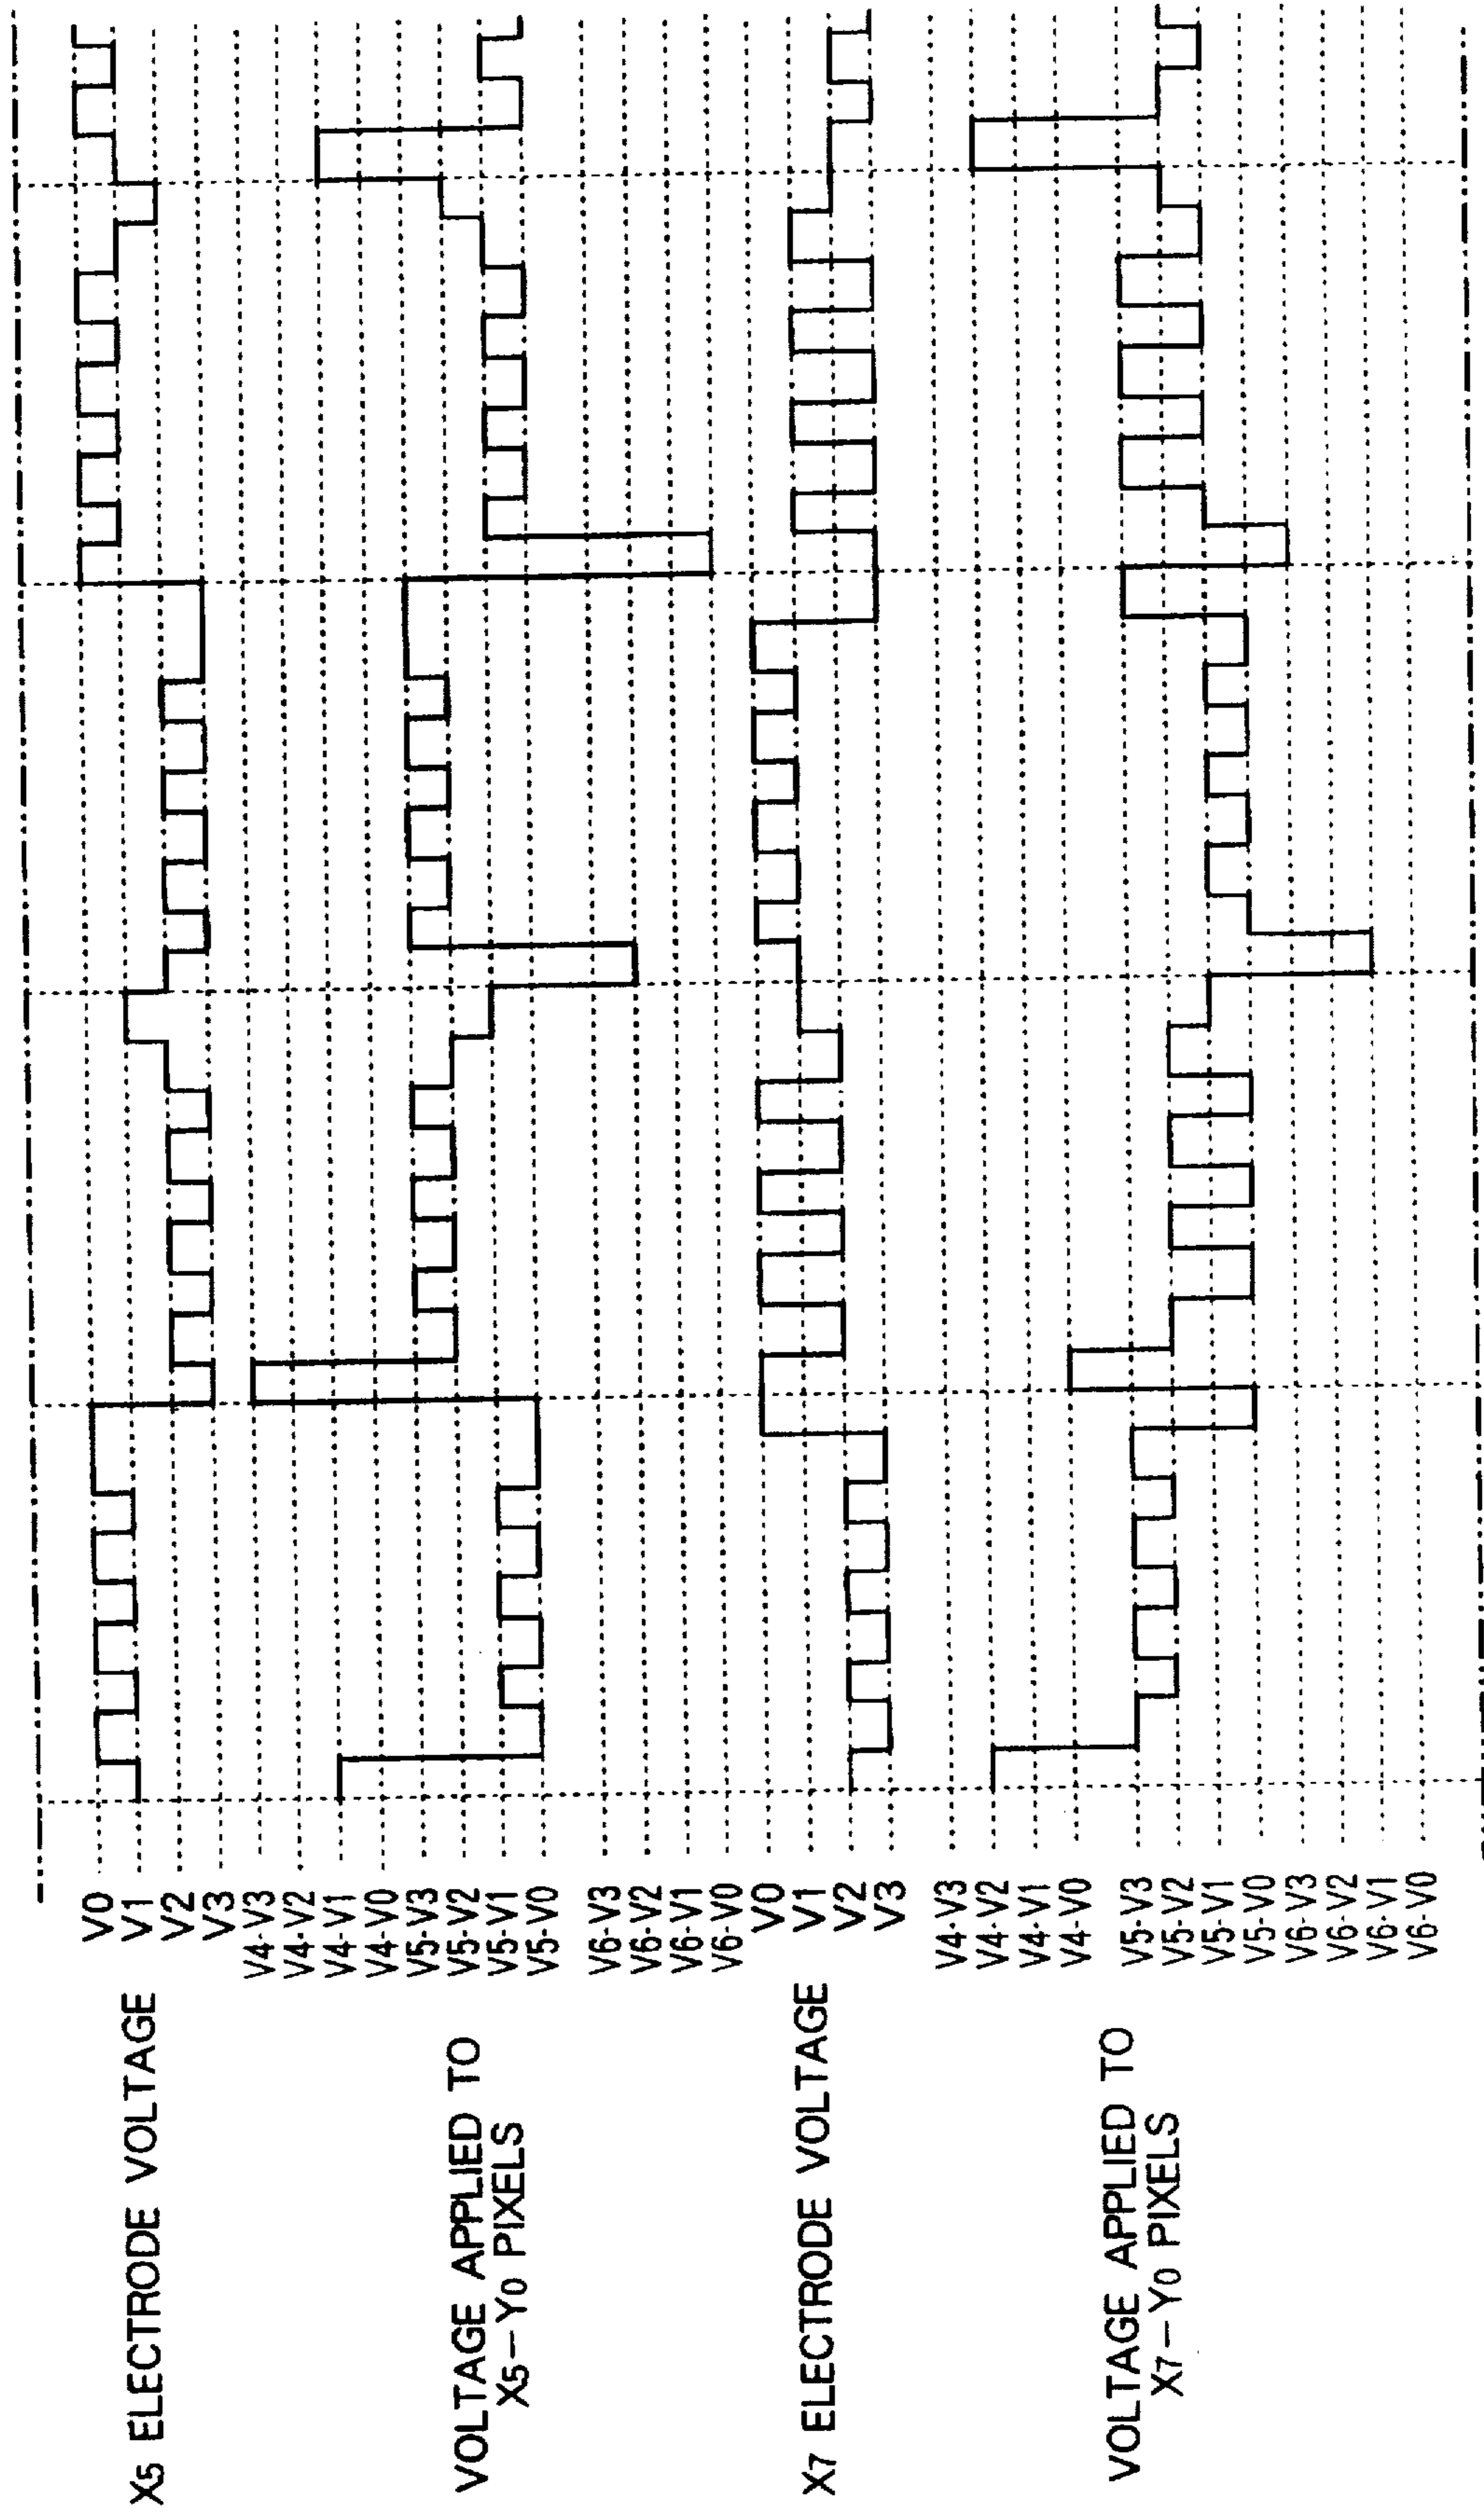 X5 ELECTRODE VOLTAGE
V0
V1
V2
V3
VOLTAGE APPLIED TO
X5-Y0 PIXELS
V4-V3
V4-V2
V4-V1
V4-V0
V5-V3
V5-V2
V5-V1
V5-V0
V6-V3
V6-V2
V6-V1
V6-V0
X7 ELECTRODE VOLTAGE
V0
V1
V2
V3
VOLTAGE APPLIED TO
X7-Y0 PIXELS
V4-V3
V4-V2
V4-V1
V4-V0
V5-V3
V5-V2
V5-V1
V5-V0
V6-V3
V6-V2
V6-V1
V6-V0